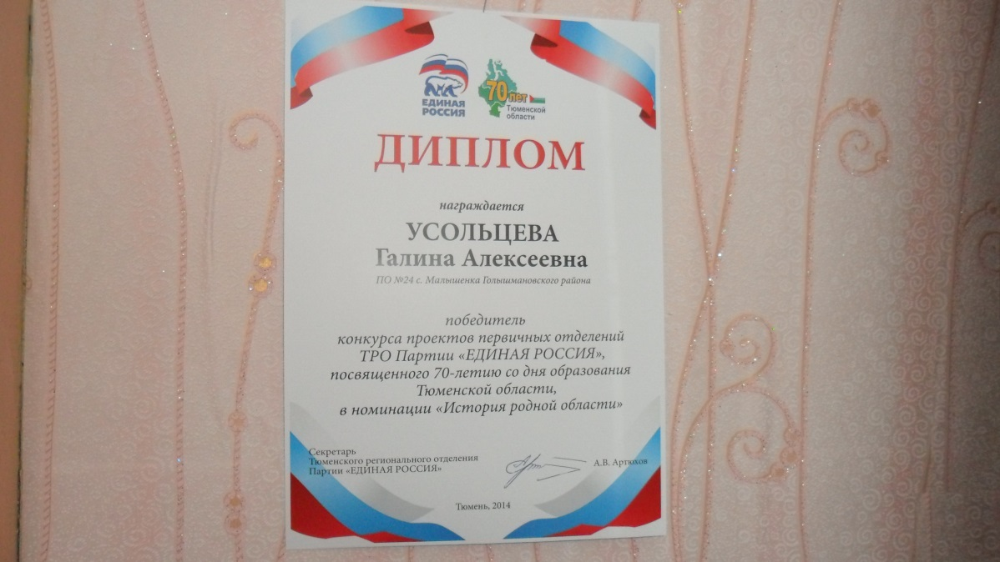 ЕДИНАЯ
РОССИЯ
70 лет
Тюменской
области
ДИПЛОМ
награждается
УСОЛЬЦЕВА
Галина Алексеевна
ПО №24 с. Малышенка Голышмановского района
победитель
конкурса проектов первичных отделений
ТРО Партии «ЕДИНАЯ РОССИЯ»,
посвященного 70-летию со дня образования
Тюменской области,
в номинации «История родной области»
Секретарь
Тюменского регионального отделения
Партии «ЕДИНАЯ РОССИЯ»
А.В. Артюхов
Тюмень, 2014